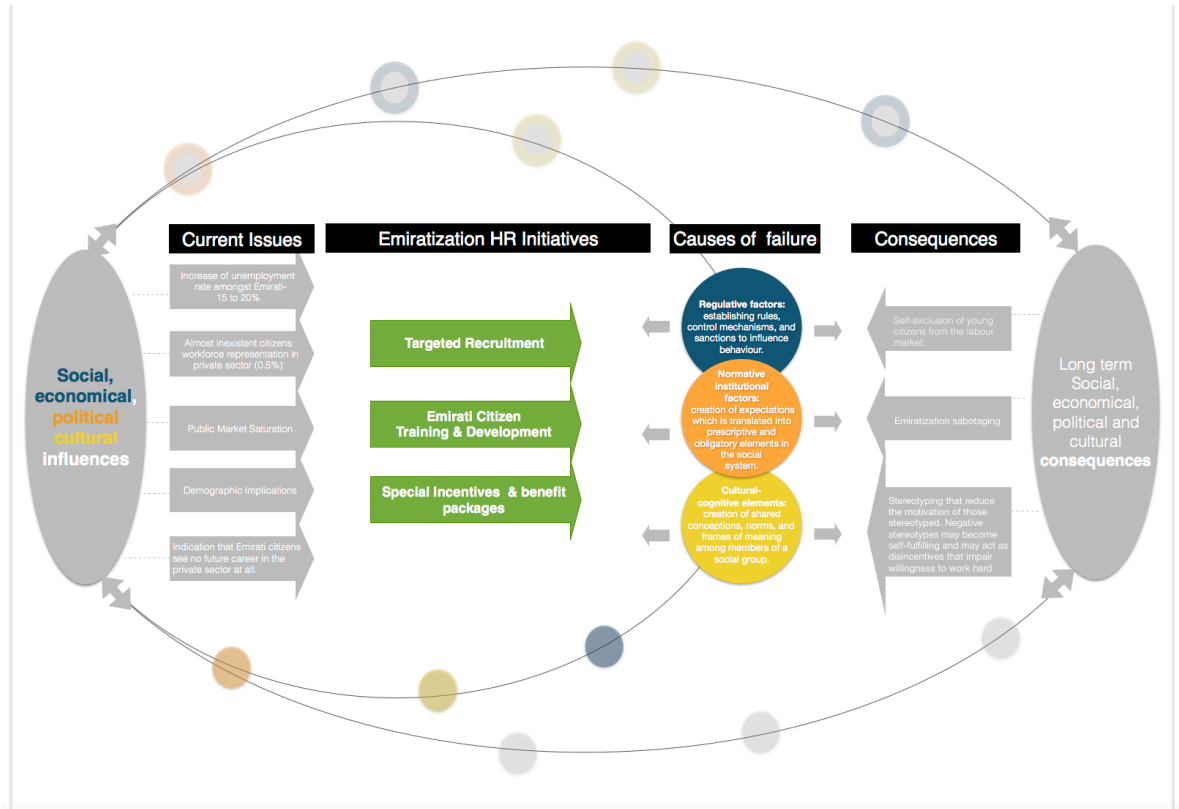 Current Issues
Emiratization HR Initiatives
Causes of failure
Consequences
Social,
economical,
political
cultural
influences
Increase of unemployment
rate amongst Emirati-
15 to 20%
Almost inexistent citizens
workforce representation in
private sector (0.5%)
Public Market Saturation
Demographic Implications
Indication that Emirati citizens
see no future career in the
private sector at all.
Targeted Recruitment
Emirati Citizen
Training & Development
Special Incentives & benefit
packages
Regulative factors:
establishing rules,
control mechanisms, and
sanctions to influence
behaviour.
Normative
institutional
factors:
creation of expectations
which is translated into
prescriptive and
obligatory elements in
the social
system.
Cultural-
cognitive elements:
creation of shared
conceptions, norms, and
frames of meaning
among members of a
social group.
Self-exclusion of young
citizens from the labour
market.
Emiratization sabotaging
Stereotyping that reduce
the motivation of those
stereotyped. Negative
stereotypes may become
self-fulfilling and may act as
disincentives that impair
willingness to work hard
Long term
Social,
economical,
political and
cultural
consequences